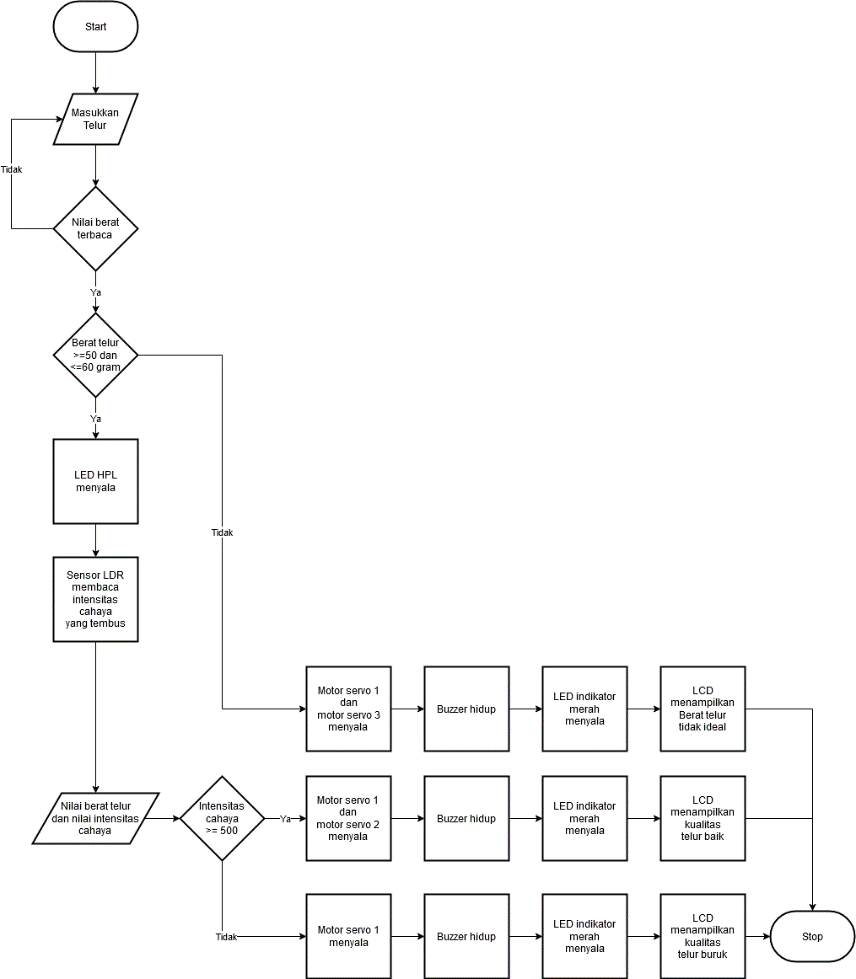 Start
Masukkan
Telur
Tidak
Nilai berat
terbaca
Ya
Berat telur
>=50 dan
<=60 gram
Ya
LED HPL
menyala
Tidak
Sensor LDR
membaca
intensitas
cahaya
yang tembus
Motor servo 1
dan
motor servo 3
menyala
Buzzer hidup
LED indikator
merah
menyala
LCD
menampilkan
Berat telur
tidak ideal
Nilai berat telur
dan nilai intensitas
cahaya
Intensitas
cahaya
>= 500
Ya
Motor servo 1
dan
motor servo 2
menyala
Buzzer hidup
LED indikator
merah
menyala
LCD
menampilkan
kualitas
telur baik
Tidak
Motor servo 1
menyala
Buzzer hidup
LED indikator
merah
menyala
LCD
menampilkan
kualitas
telur buruk
Stop